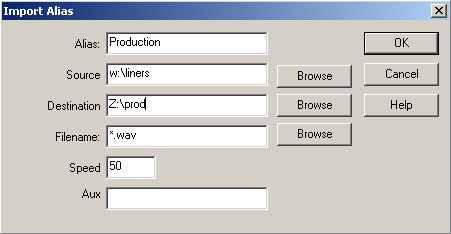 Import Alias
Alias: Production OK
Source w:\liners Browse Cancel
Destination Z:\prod Browse Help
Filename: *.wav Browse
Speed 50
Aux